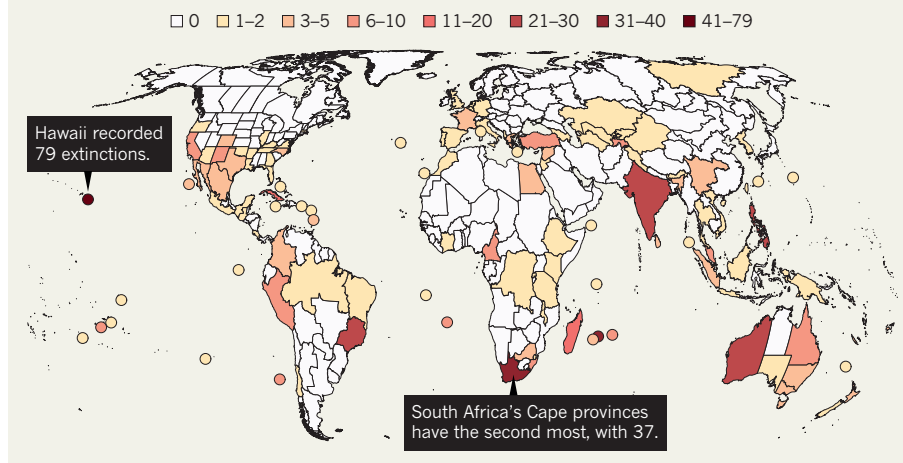 0 1–2 3–5 6–10 11–20 21–30 31–40 41–79
Hawaii recorded
79 extinctions.
South Africa’s Cape provinces
have the second most, with 37.